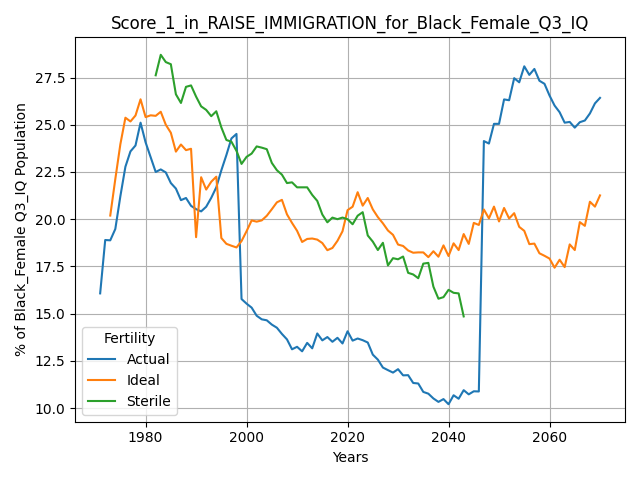 Score_1_in_RAISE_IMMIGRATION_for_Black_Female_Q3_IQ
% of Black_Female Q3_IQ Population
27.5
25.0
22.5
20.0
17.5
15.0
12.5
10.0
Fertility
Actual
Ideal
Sterile
1980
2000
2020
2040
2060
Years